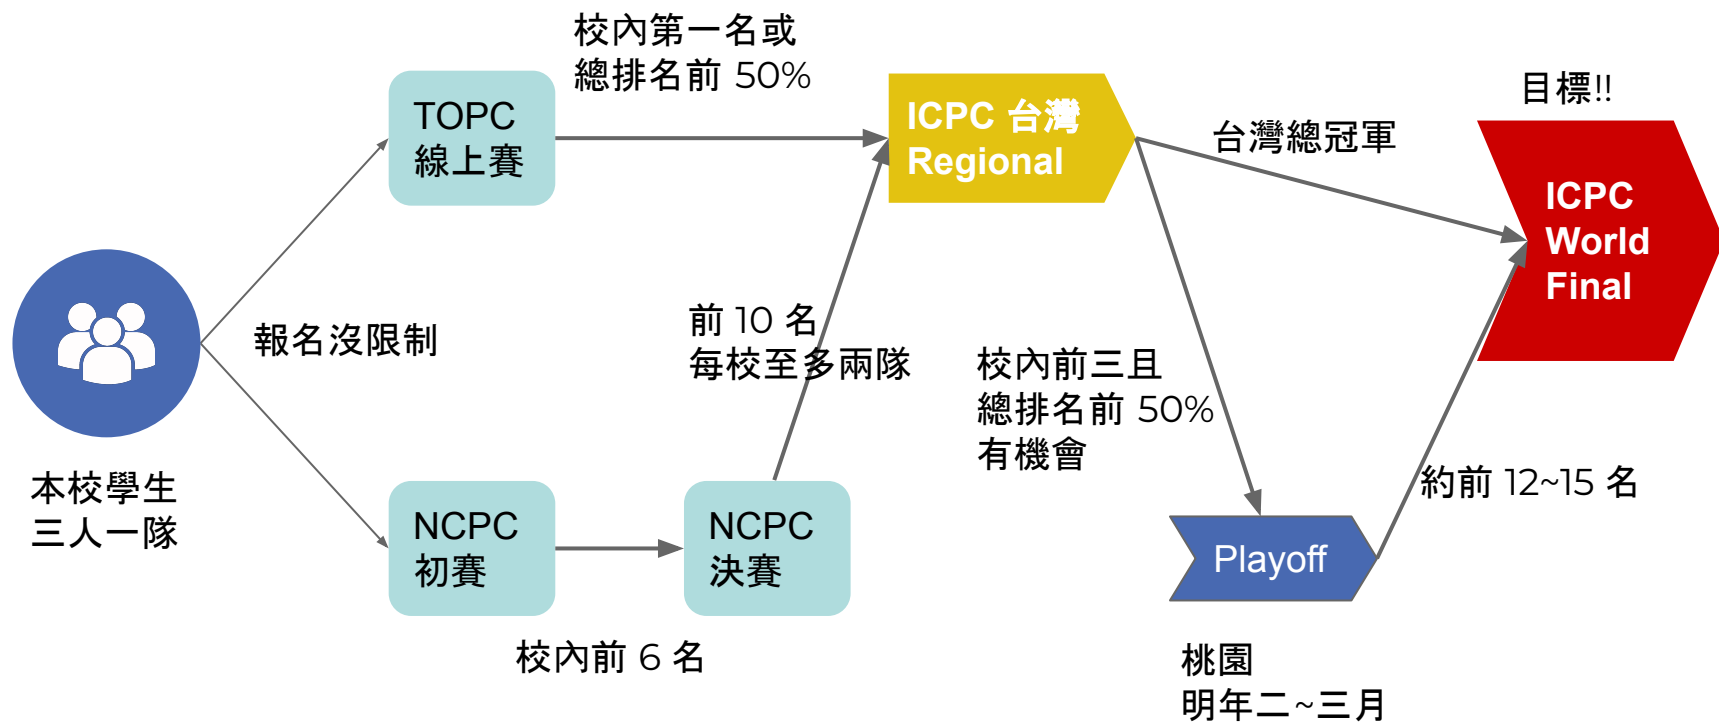 校內第一名或
總排名前 50%
TOPC
線上賽
ICPC 台灣
Regional
目標!!
台灣總冠軍
ICPC
World
Final
報名沒限制
前 10 名
每校至多兩隊
校內前三且
總排名前 50%
有機會
本校學生
三人一隊
NCPC
初賽
NCPC
決賽
約前 12~15 名
Playoff
校內前 6 名
桃園
明年二~三月